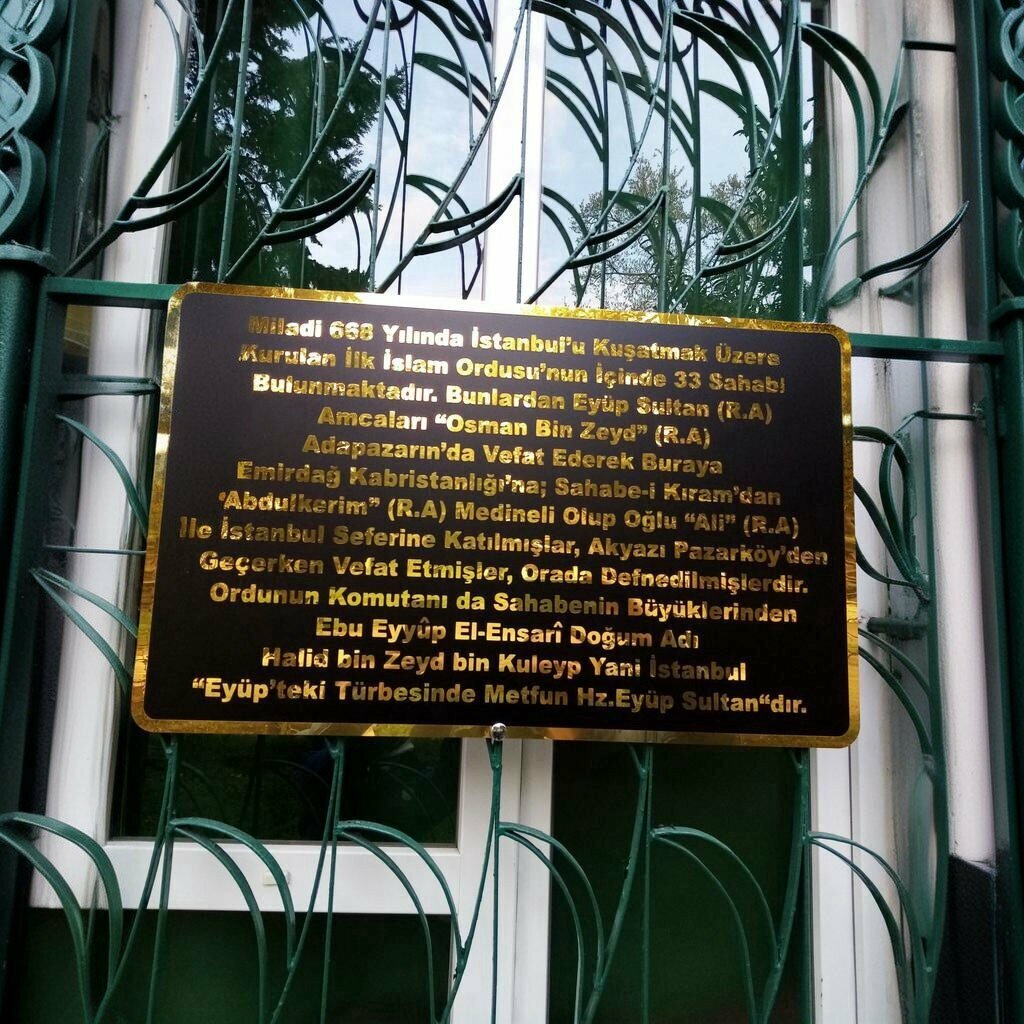 Miladi 668 Yılında İstanbul'u Kuşatmak Üzere
Kurulan İlk İslam Ordusu'nun İçinde 33 Sahabi
Bulunmaktadır. Bunlardan Eyüp Sultan (R.A)
Amcaları “Osman Bin Zeyd” (R.A)
Adapazarın'da Vefat Ederek Buraya
Emirdağ Kabristanlığı'na; Sahabe-i Kıram'dan
‘Abdulkerim” (R.A) Medineli Olup Oğlu “Ali” (R.A)
İle İstanbul Seferine Katılmışlar, Akyazı Pazarköy'den
Geçerken Vefat Etmişler, Orada Defnedilmişlerdir.
Ordunun Komutanı da Sahabenin Büyüklerinden
Ebu Eyyûp El-Ensarî Doğum Adı
Halid bin Zeyd bin Kuleyp Yani İstanbul
“Eyüp'teki Türbesinde Metfun Hz.Eyüp Sultan“dır.